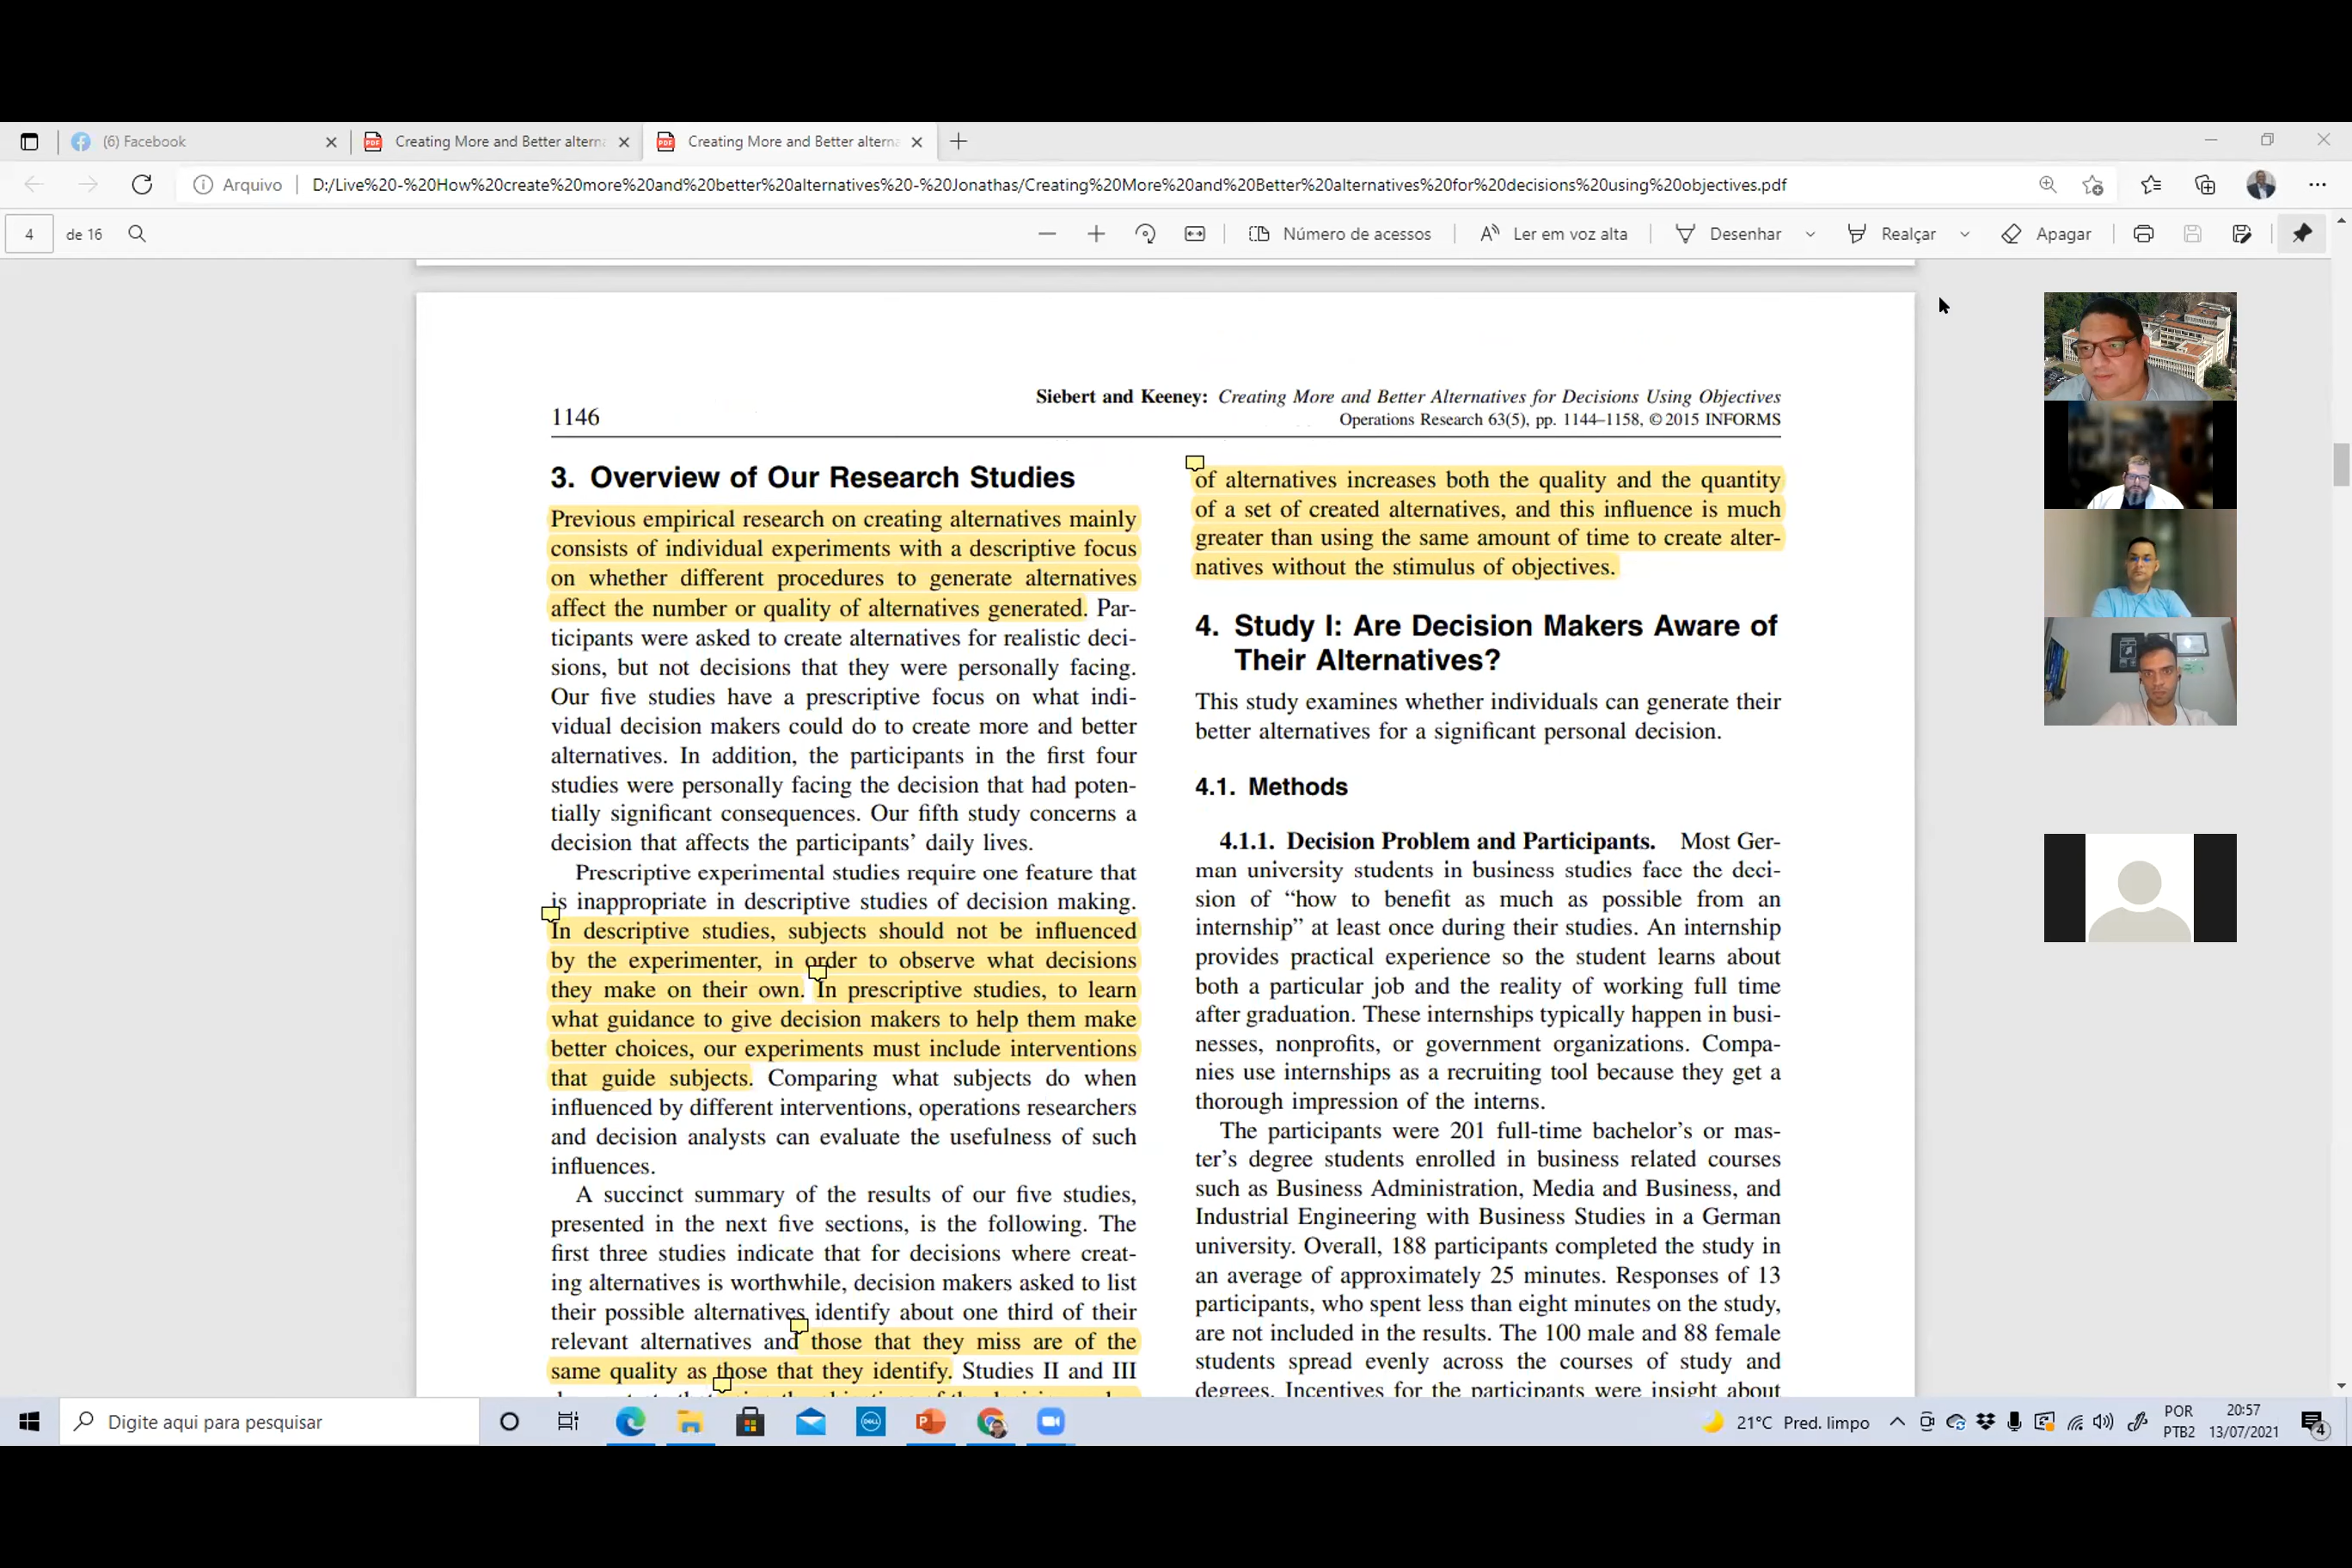 (6) Facebook
Creating More and Better altern
Creating More and Better alterna
Arquivo
D:/Live%20-%20How%20create%20more%20and%20better%20alternatives%20-%20Jonathas/Creating%20More%20and%20Better%20alternatives%20for%20decisions%20using%20objectives.pdf
4 de 16
Número de acessos
Ler em voz alta
Desenhar
Realçar
Apagar
1146
Siebert and Keeney: Creating More and Better Alternatives for Decisions Using Objectives
Operations Research 63(5), pp. 1144–1158, © 2015 INFORMS
3. Overview of Our Research Studies
Previous empirical research on creating alternatives mainly
consists of individual experiments with a descriptive focus
on whether different procedures to generate alternatives
affect the number or quality of alternatives generated. Par-
ticipants were asked to create alternatives for realistic deci-
sions, but not decisions that they were personally facing.
Our five studies have a prescriptive focus on what indi-
vidual decision makers could do to create more and better
alternatives. In addition, the participants in the first four
studies were personally facing the decision that had poten-
tially significant consequences. Our fifth study concerns a
decision that affects the participants' daily lives.
Prescriptive experimental studies require one feature that
is inappropriate in descriptive studies of decision making.
In descriptive studies, subjects should not be influenced
by the experimenter, in order to observe what decisions
they make on their own. In prescriptive studies, to learn
what guidance to give decision makers to help them make
better choices, our experiments must include interventions
that guide subjects. Comparing what subjects do when
influenced by different interventions, operations researchers
and decision analysts can evaluate the usefulness of such
influences.
A succinct summary of the results of our five studies,
presented in the next five sections, is the following. The
first three studies indicate that for decisions where creat-
ing alternatives is worthwhile, decision makers asked to list
their possible alternatives identify about one third of their
relevant alternatives and those that they miss are of the
same quality as those that they identify. Studies II and III
of alternatives increases both the quality and the quantity
of a set of created alternatives, and this influence is much
greater than using the same amount of time to create alter-
natives without the stimulus of objectives.
4. Study I: Are Decision Makers Aware of
Their Alternatives?
This study examines whether individuals can generate their
better alternatives for a significant personal decision.
4.1. Methods
4.1.1. Decision Problem and Participants. Most Ger-
man university students in business studies face the deci-
sion of “how to benefit as much as possible from an
internship” at least once during their studies. An internship
provides practical experience so the student learns about
both a particular job and the reality of working full time
after graduation. These internships typically happen in busi-
nesses, nonprofits, or government organizations. Compa-
nies use internships as a recruiting tool because they get a
thorough impression of the interns.
The participants were 201 full-time bachelor's or mas-
ter's degree students enrolled in business related courses
such as Business Administration, Media and Business, and
Industrial Engineering with Business Studies in a German
university. Overall, 188 participants completed the study in
an average of approximately 25 minutes. Responses of 13
participants, who spent less than eight minutes on the study,
are not included in the results. The 100 male and 88 female
students spread evenly across the courses of study and
degrees. Incentives for the participants were insight about
Digite aqui para pesquisar
DELL
21°C Pred. limpo
POR
PTB2
20:57
13/07/2021
4